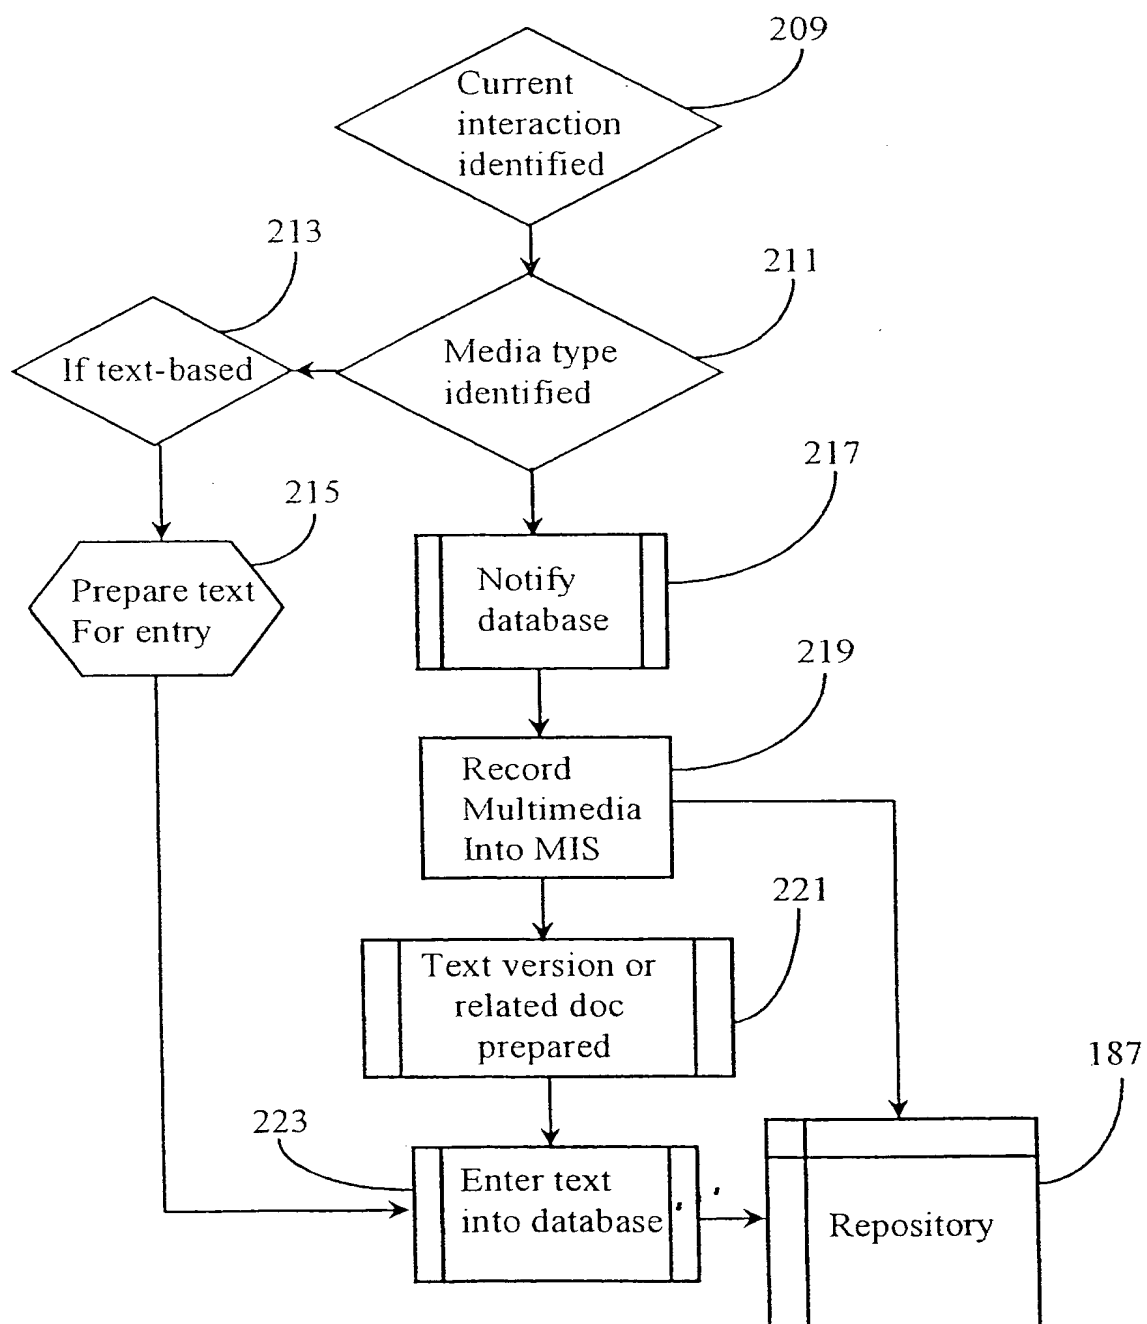 209
Current
interaction
identified
213
211
If text-based
Media type
identified
217
215
Prepare text
For entry
Notify
database
219
Record
Multimedia
Into MIS
221
Text version or
related doc
prepared
187
223
Enter text
into database
Repository